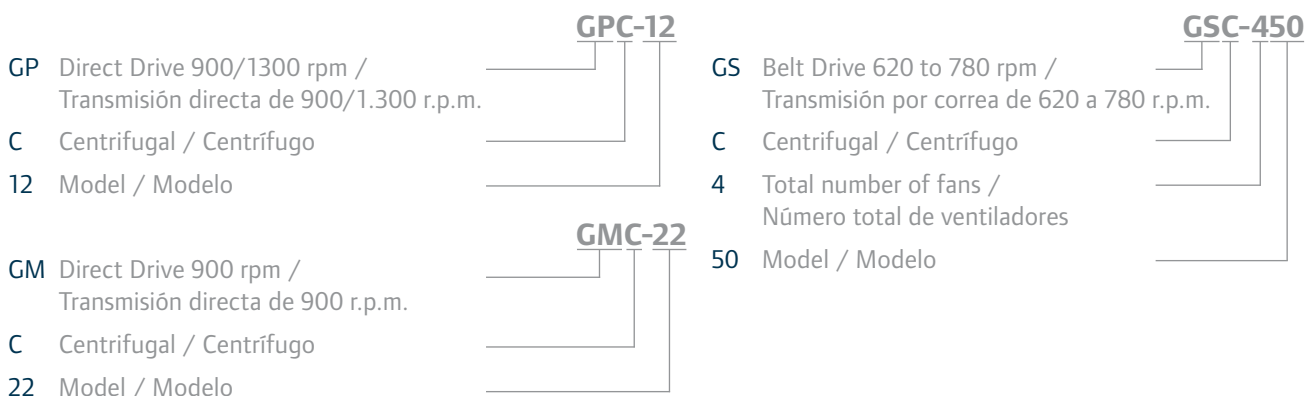 GPC-12
GP Direct Drive 900/1300 rpm /
Transmisión directa de 900/1.300 r.p.m.
C Centrifugal / Centrífugo
12 Model / Modelo
GMC-22
GM Direct Drive 900 rpm /
Transmisión directa de 900 r.p.m.
C Centrifugal / Centrífugo
22 Model / Modelo
GSC-450
GS Belt Drive 620 to 780 rpm /
Transmisión por correa de 620 a 780 r.p.m.
C Centrifugal / Centrífugo
4 Total number of fans /
Número total de ventiladores
50 Model / Modelo